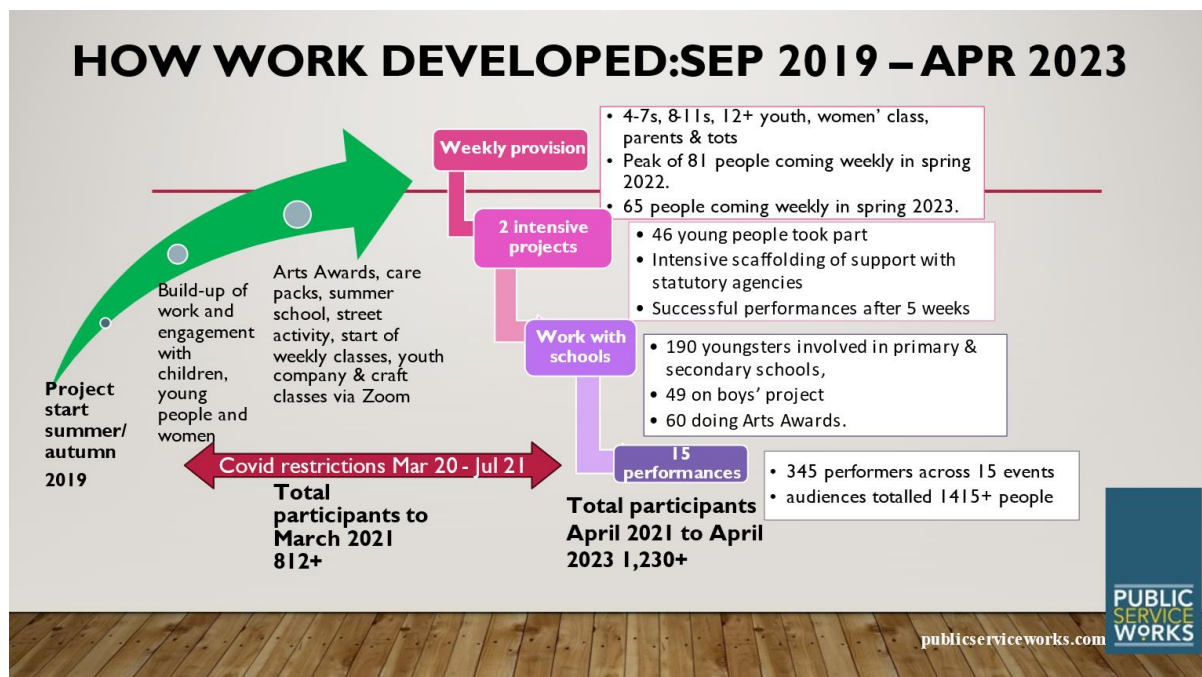 HOW WORK DEVELOPED:SEP 2019 – APR 2023
Project
start
summer/
autumn
2019
Build-up of
work and
engagement
with
children,
young
people and
women
Arts Awards, care
packs, summer
school, street
activity, start of
weekly classes, youth
company & craft
classes via Zoom
Covid restrictions Mar 20 - Jul 21
Total
participants to
March 2021
812+
Weekly provision
• 4-7s, 8-11s, 12+ youth, women' class,
parents & tots
• Peak of 81 people coming weekly in spring
2022.
• 65 people coming weekly in spring 2023.
2 intensive
projects
• 46 young people took part
• Intensive scaffolding of support with
statutory agencies
• Successful performances after 5 weeks
Work with
schools
• 190 youngsters involved in primary &
secondary schools,
• 49 on boys' project
• 60 doing Arts Awards.
15
performances
• 345 performers across 15 events
• audiences totalled 1415+ people
Total participants
April 2021 to April
2023 1,230+
publicserviceworks.com
PUBLIC
SERVICE
WORKS